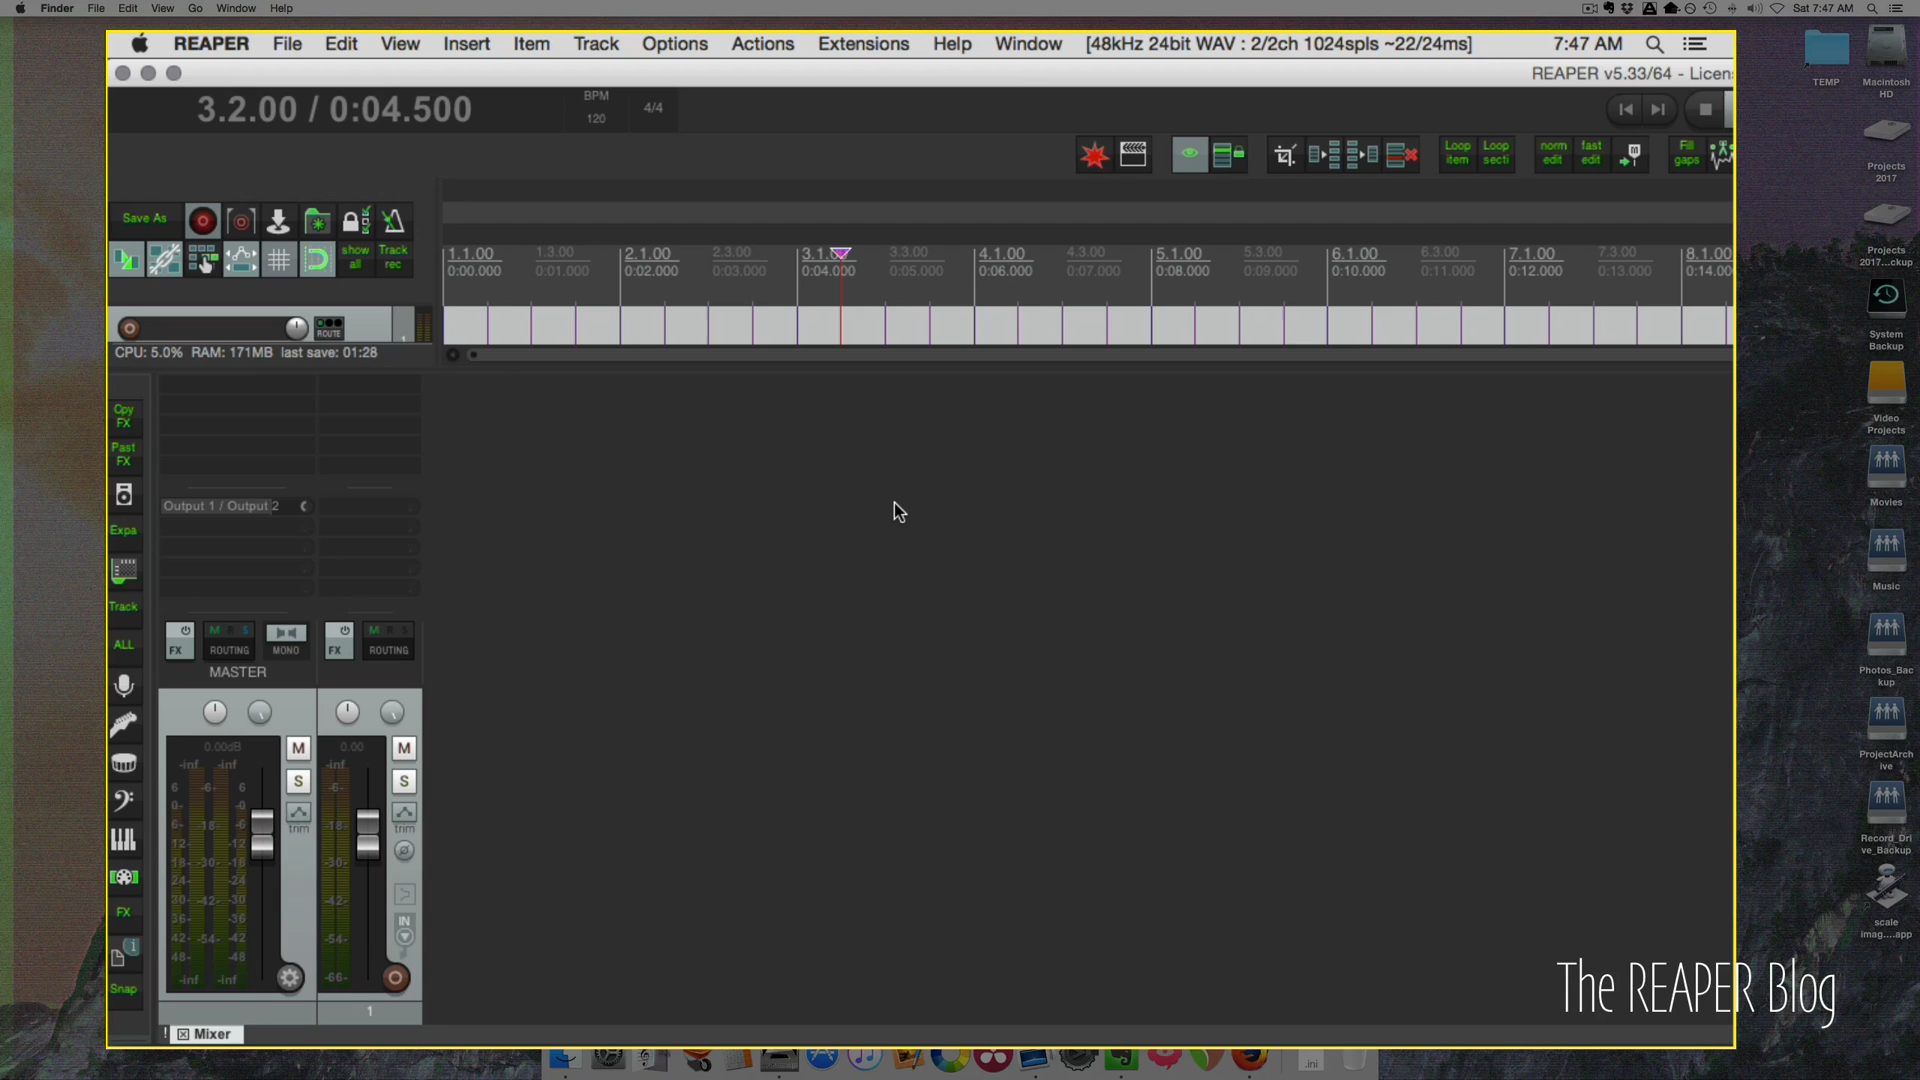 Finder File Edit View Go Window Help Sat 7:47 AM
REAPER File Edit View Insert Item Track Options Actions Extensions Help Window [48kHz 24bit WAV : 2/2ch 1024spls ~22/24ms] 7:47 AM
REAPER v5.33/64 - Licen
3.2.00 / 0:04.500
BPM
120
4/4
Loop item
Loop secti
norm edit
fast edit
Fill gaps
Save As
show all
Track rec
1.1.00 1.3.00 2.1.00 2.3.00 3.1. 3.3.00 4.1.00 4.3.00 5.1.00 5.3.00 6.1.00 6.3.00 7.1.00 7.3.00 8.1.00
0:00.000 0:01.000 0:02.000 0:03.000 0:04.000 0:05.000 0:06.000 0:07.000 0:08.000 0:09.000 0:10.000 0:11.000 0:12.000 0:13.000 0:14.000
ROUTE
1
CPU: 5.0% RAM: 171MB last save: 01:28
Cpy FX
Past FX
Expa
Track
ALL
FX
Snap
Output 1 / Output 2
FX
M R S
ROUTING
MONO
FX
M R S
ROUTING
MASTER
0.00dB
-inf -inf
6 -6- 6
0- -0
6- -18- -6
12- -12
18- -30- -18
24- -24
30- -42- -30
36- -36
42- -54- -42
48- -48
-inf -inf
M
S
trim
0.00
-inf
-6-
-18-
-30-
-42-
-54-
-66-
M
S
trim
IN
1
! Mixer
TEMP
Macintosh HD
Projects 2017
Projects 2017...ckup
System Backup
Video Projects
Movies
Music
Photos_Backup
ProjectArchive
Record_Drive_Backup
scale imag....app
.ini
The REAPER Blog